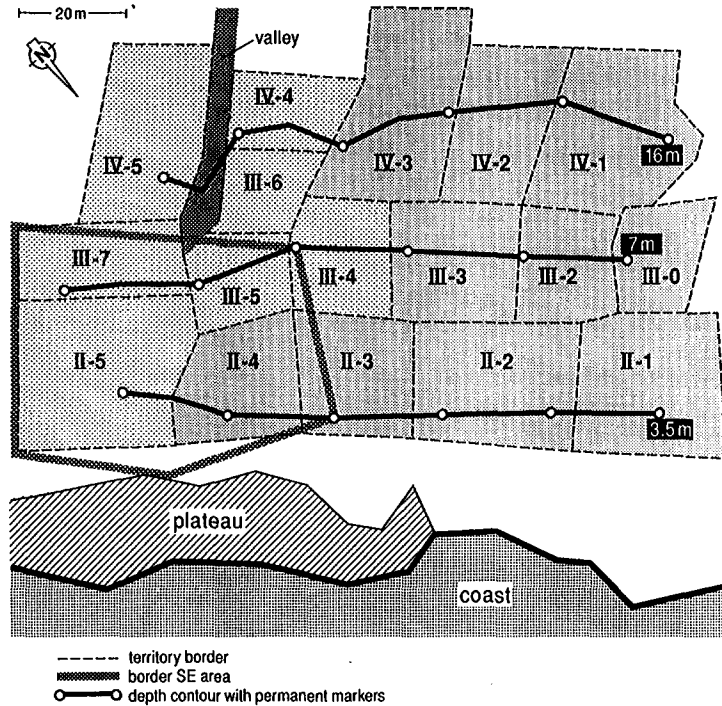 20 m
valley
N
IV-4
IV-5
IV-3
IV-2
IV-1
16 m
III-6
7 m
III-7
III-5
III-4
III-3
III-2
III-0
II-5
II-4
II-3
II-2
II-1
3.5 m
plateau
coast
territory border
border SE area
depth contour with permanent markers